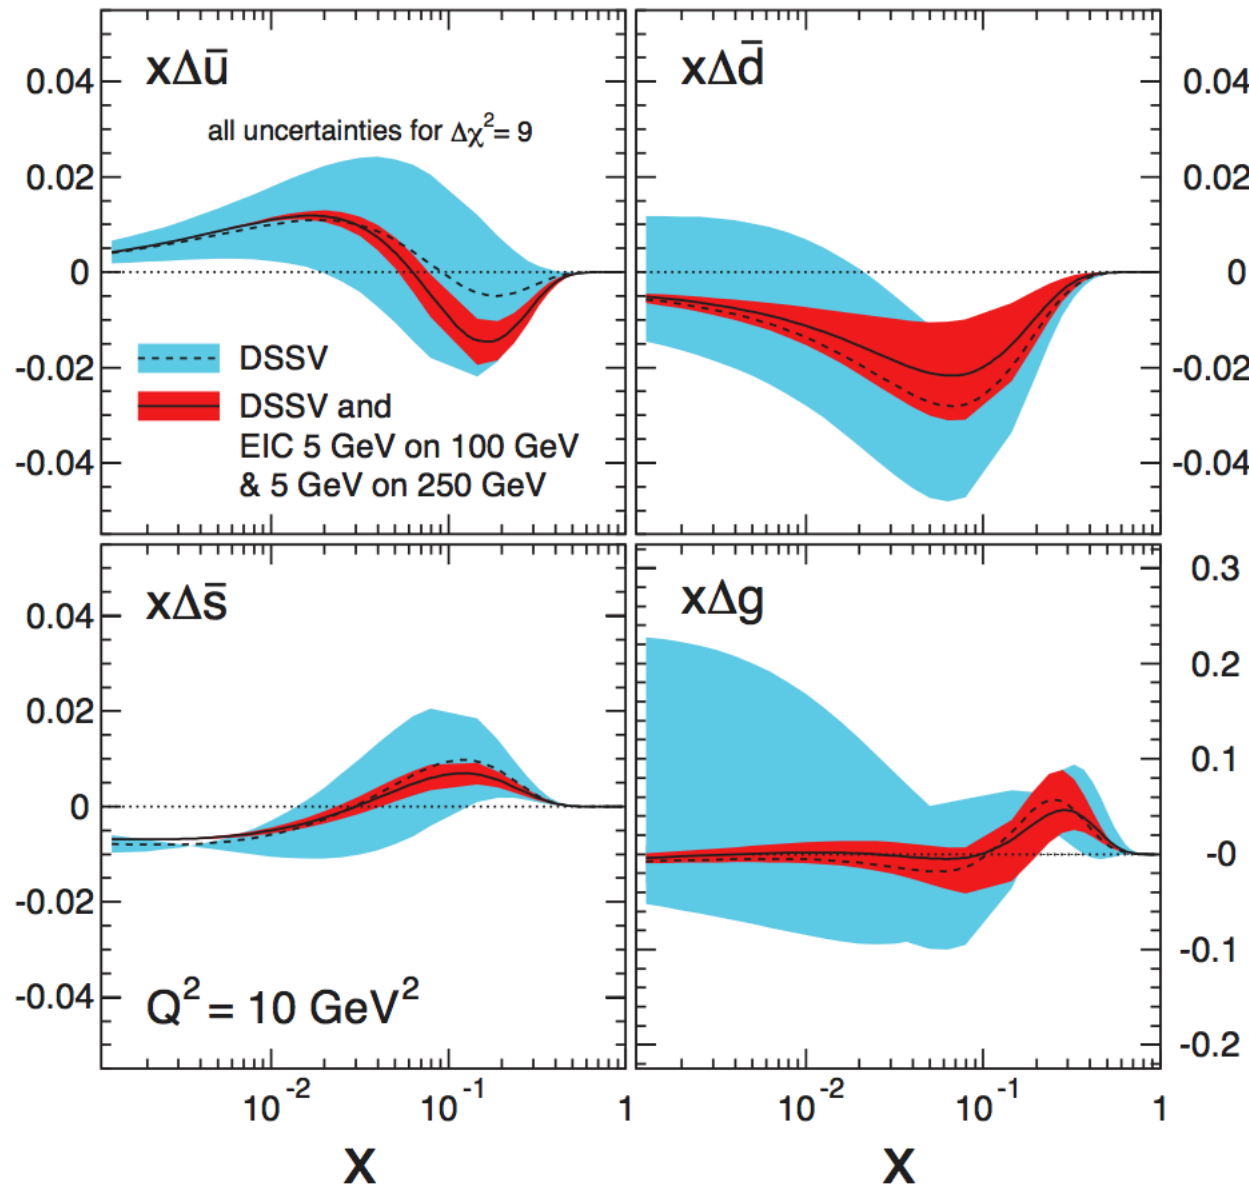 xΔū
xΔd̄
0.04
0.04
all uncertainties for Δχ²= 9
0.02
0.02
0
0
DSSV
-0.02
-0.02
DSSV and
EIC 5 GeV on 100 GeV
-0.04
-0.04
& 5 GeV on 250 GeV
xΔs̄
xΔg
0.3
0.04
0.2
0.02
0.1
0
-0
-0.02
-0.1
Q² = 10 GeV²
-0.04
-0.2
10⁻²
10⁻¹
1
10⁻²
10⁻¹
1
X
X